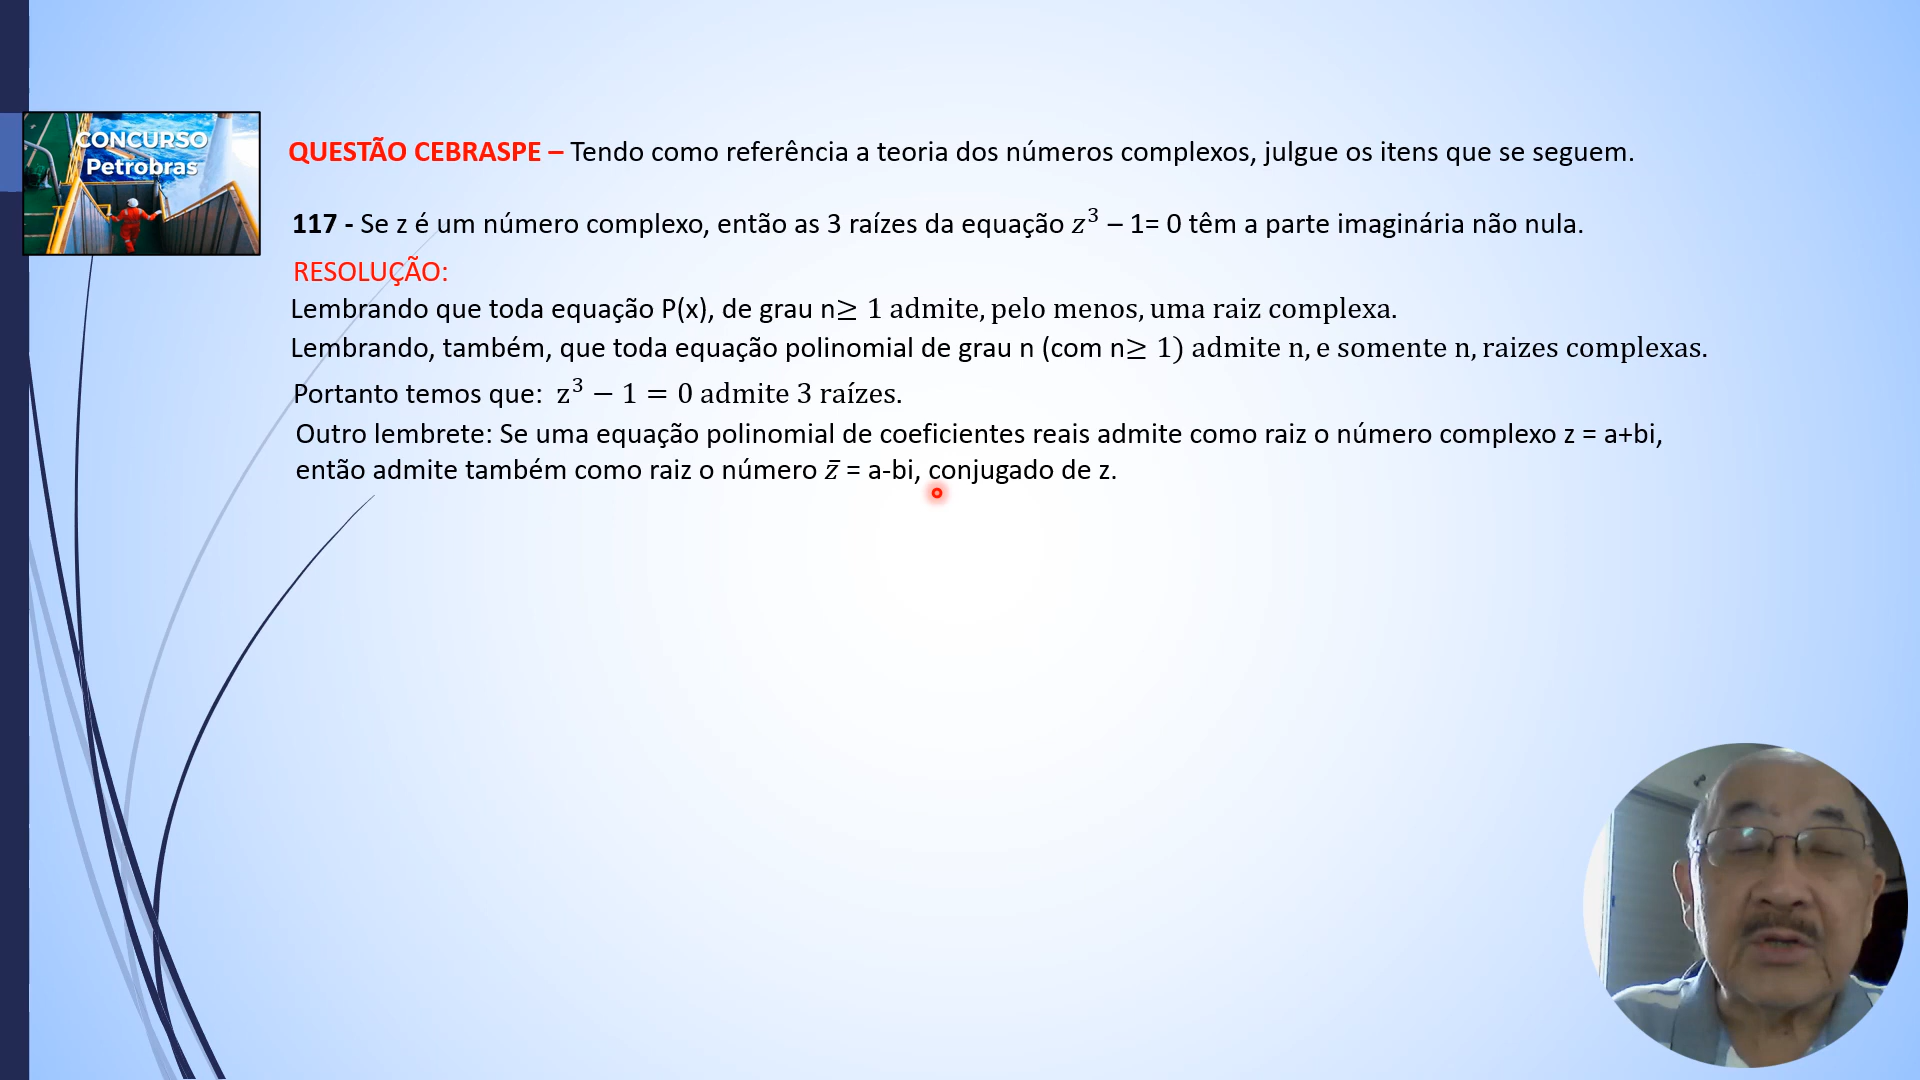 CONCURSO
Petrobras
QUESTÃO CEBRASPE – Tendo como referência a teoria dos números complexos, julgue os itens que se seguem.
117 - Se z é um número complexo, então as 3 raízes da equação z³ – 1= 0 têm a parte imaginária não nula.
RESOLUÇÃO:
Lembrando que toda equação P(x), de grau n≥ 1 admite, pelo menos, uma raiz complexa.
Lembrando, também, que toda equação polinomial de grau n (com n≥ 1) admite n, e somente n, raizes complexas.
Portanto temos que: z³ − 1 = 0 admite 3 raízes.
Outro lembrete: Se uma equação polinomial de coeficientes reais admite como raiz o número complexo z = a+bi,
então admite também como raiz o número z̄ = a-bi, conjugado de z.